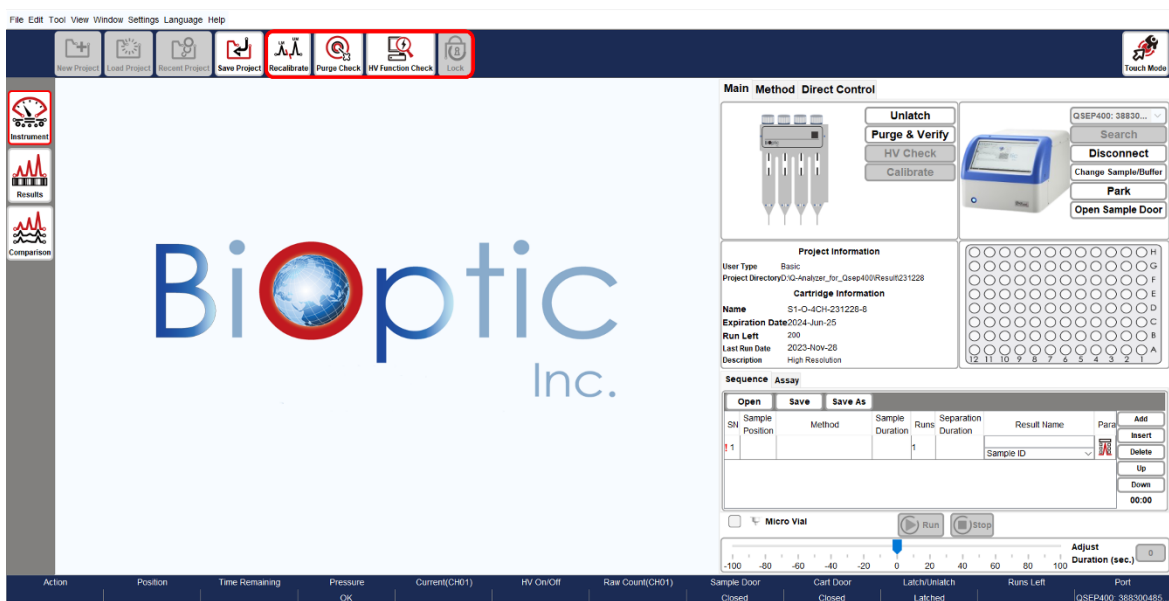 File Edit Tool View Window Settings Language Help
New Project Load Project Recent Project Save Project Recalibrate Purge Check HV Function Check Lock Touch Mode
Instrument
Results
Comparison
BiOptic
Inc.
Main Method Direct Control
Unlatch
Purge & Verify
HV Check
Calibrate
QSEP400: 38830...
Search
Disconnect
Change Sample/Buffer
Park
Open Sample Door
Project Information
User Type Basic
Project Directory D:\Q-Analyzer_for_Qsep400\Result\231228
Cartridge Information
Name S1-O-4CH-231228-8
Expiration Date 2024-Jun-25
Run Left 200
Last Run Date 2023-Nov-28
Description High Resolution
H
G
F
E
D
C
B
A
12 11 10 9 8 7 6 5 4 3 2 1
Sequence Assay
Open Save Save As
SN Sample Position Method Sample Duration Runs Separation Duration Result Name Para
! 1 1 Sample ID
Add
Insert
Delete
Up
Down
00:00
Micro Vial Run Stop
-100 -80 -60 -40 -20 0 20 40 60 80 100
Adjust
Duration (sec.) 0
Action Position Time Remaining Pressure Current(CH01) HV On/Off Raw Count(CH01) Sample Door Cart Door Latch/Unlatch Runs Left Port
OK Closed Closed Latched QSEP400: 388300485